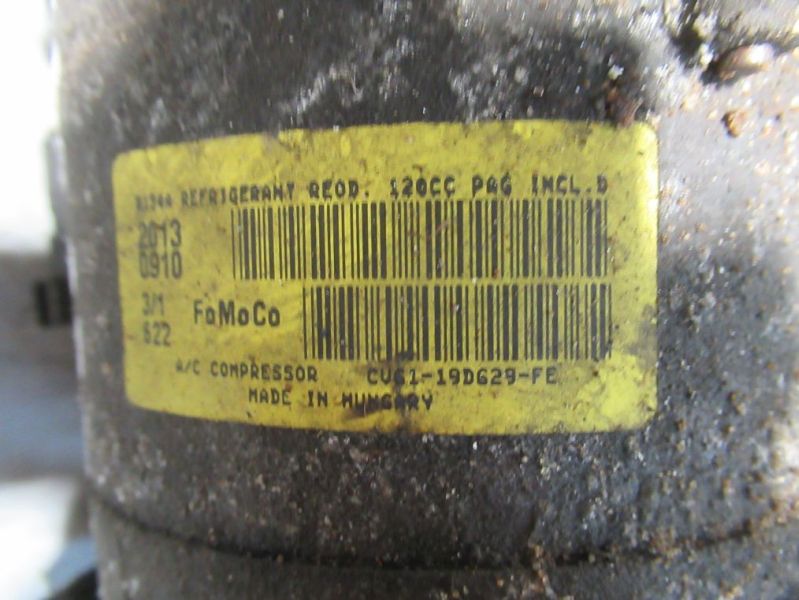 R134A REFRIGERANT REQD. 120CC PAG INCL.D
2013
0910
3/1
622
FoMoCo
A/C COMPRESSOR CV61-19D629-FE
MADE IN HUNGARY